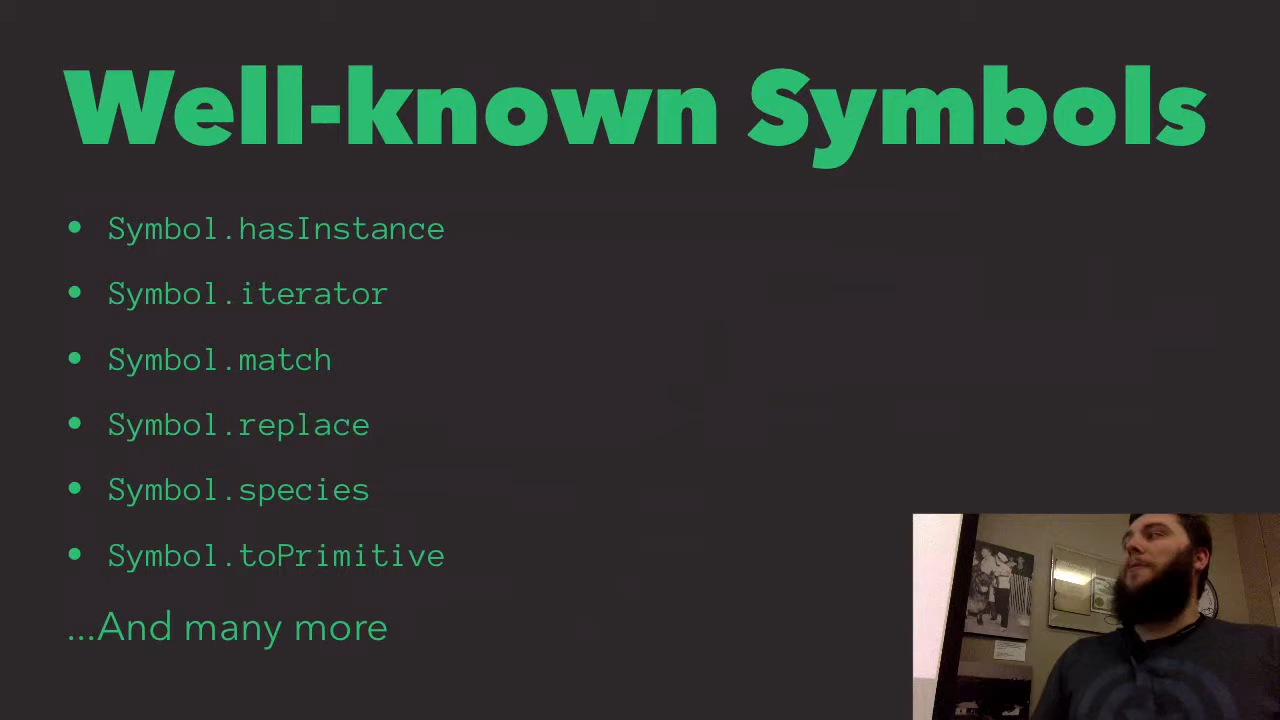 Well-known Symbols
• Symbol.hasInstance
• Symbol.iterator
• Symbol.match
• Symbol.replace
• Symbol.species
• Symbol.toPrimitive
...And many more